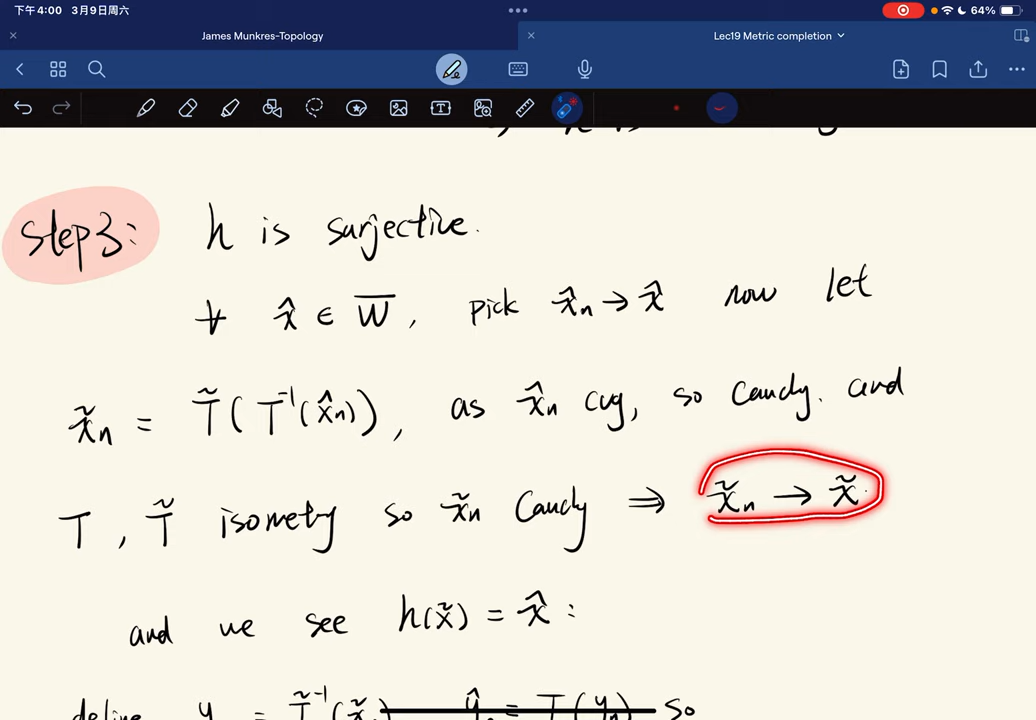 下午4:00 3月9日周六
64%
James Munkres-Topology
Lec19 Metric completion
Step3: h is surjective.
∀ x̂ ∈ W̅, pick x̂n → x̂ now let
x̃n = T̃(T⁻¹(x̂n)), as x̂n cvg, so Cauchy. and
T, T̃ isometry so x̃n Cauchy ⇒ x̃n → x̃.
and we see h(x̃) = x̂ :